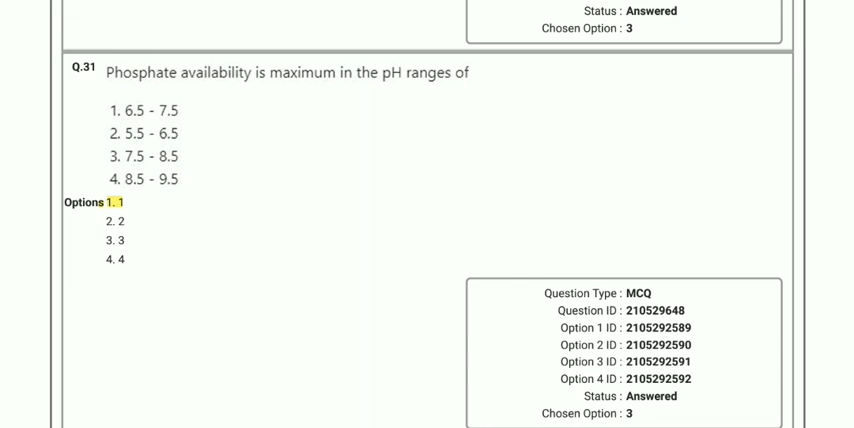 Status : Answered
Chosen Option : 3
Q.31 Phosphate availability is maximum in the pH ranges of
1. 6.5 - 7.5
2. 5.5 - 6.5
3. 7.5 - 8.5
4. 8.5 - 9.5
Options 1. 1
2. 2
3. 3
4. 4
Question Type : MCQ
Question ID : 210529648
Option 1 ID : 2105292589
Option 2 ID : 2105292590
Option 3 ID : 2105292591
Option 4 ID : 2105292592
Status : Answered
Chosen Option : 3